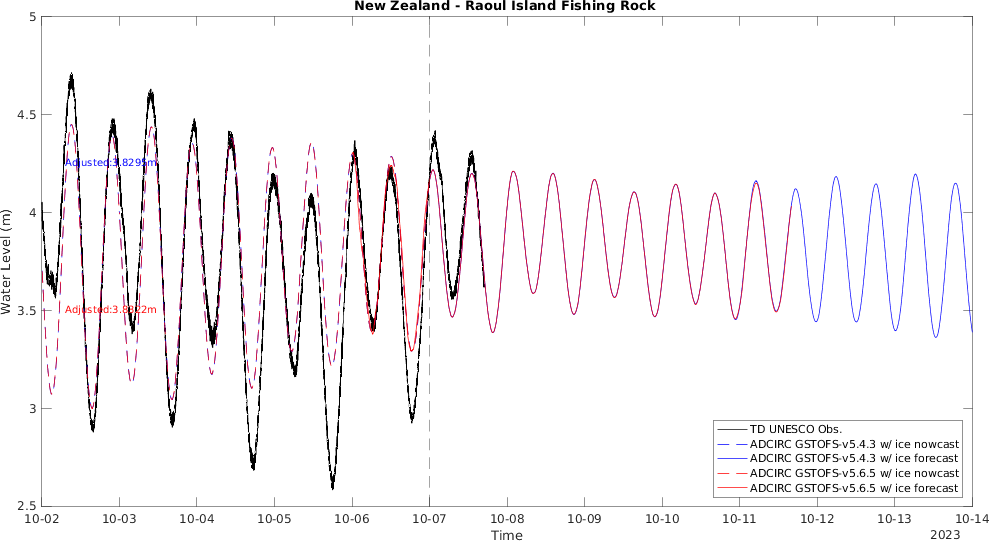 New Zealand - Raoul Island Fishing Rock
5
4.5
4
3.5
3
2.5
Water Level (m)
Adjusted:3.8295m
Adjusted:3.8322m
TD UNESCO Obs.
ADCIRC GSTOFS-v5.4.3 w/ ice nowcast
ADCIRC GSTOFS-v5.4.3 w/ ice forecast
ADCIRC GSTOFS-v5.6.5 w/ ice nowcast
ADCIRC GSTOFS-v5.6.5 w/ ice forecast
10-02 10-03 10-04 10-05 10-06 10-07 10-08 10-09 10-10 10-11 10-12 10-13 10-14
Time
2023